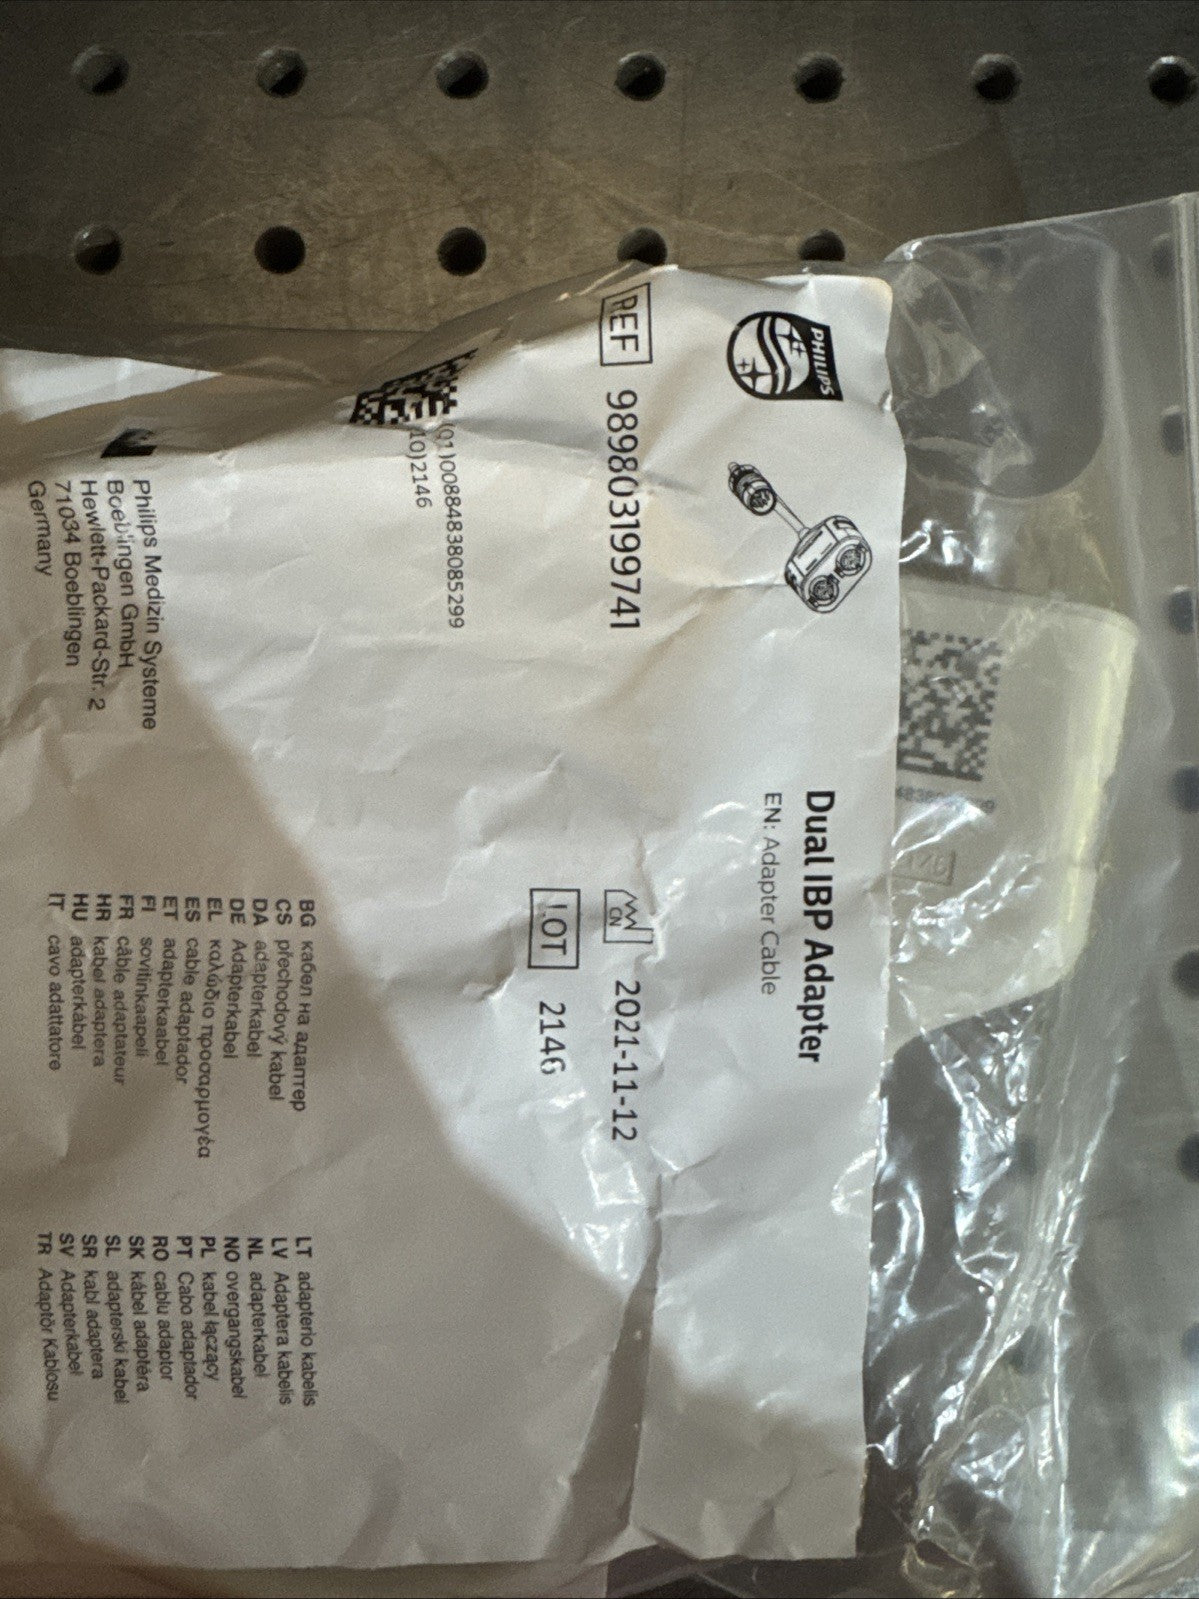 PHILIPS
Dual IBP Adapter
EN: Adapter Cable
REF 989803199741
CN 2021-11-12
LOT 2146
(01)00884838085299
(10)2146
BG кабел на адаптер
CS přechodový kabel
DA adapterkabel
DE Adapterkabel
EL καλώδιο προσαρμογέα
ES cable adaptador
ET adapterkaabel
FI sovitinkaapeli
FR câble adaptateur
HR kabel adaptera
HU adapterkábel
IT cavo adattatore
LT adapterio kabelis
LV Adaptera kabelis
NL adapterkabel
NO overgangskabel
PL kabel łączący
PT Cabo adaptador
RO cablu adaptor
SK kábel adaptéra
SL adapterski kabel
SR kabl adaptera
SV Adapterkabel
TR Adaptör Kablosu
Philips Medizin Systeme
Boeblingen GmbH
Hewlett-Packard-Str. 2
71034 Boeblingen
Germany